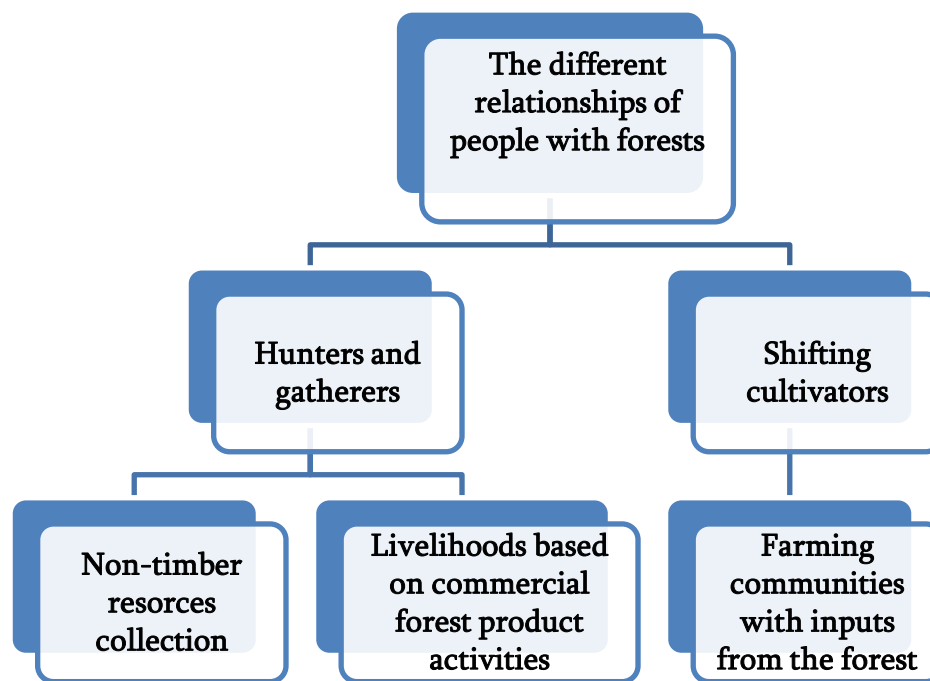 The different
relationships of
people with forests
Hunters and
gatherers
Shifting
cultivators
Non-timber
resorces
collection
Livelihoods based
on commercial
forest product
activities
Farming
communities
with inputs
from the forest